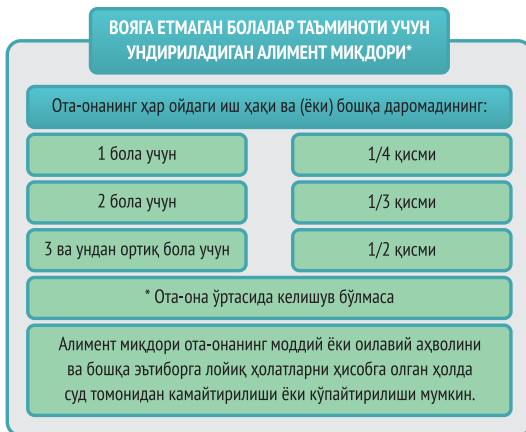 ВОЯГА ЕТМАГАН БОЛАЛАР ТАЪМИНОТИ УЧУН
УНДИРИЛАДИГАН АЛИМЕНТ МИҚДОРИ*
Ота-онанинг ҳар ойдаги иш ҳақи ва (ёки) бошқа даромадининг:
1 бола учун
1/4 қисми
2 бола учун
1/3 қисми
3 ва ундан ортиқ бола учун
1/2 қисми
* Ота-она ўртасида келишув бўлмаса
Алимент миқдори ота-онанинг моддий ёки оилавий аҳволини
ва бошқа эътиборга лойиқ ҳолатларни ҳисобга олган ҳолда
суд томонидан камайтирилиши ёки кўпайтирилиши мумкин.